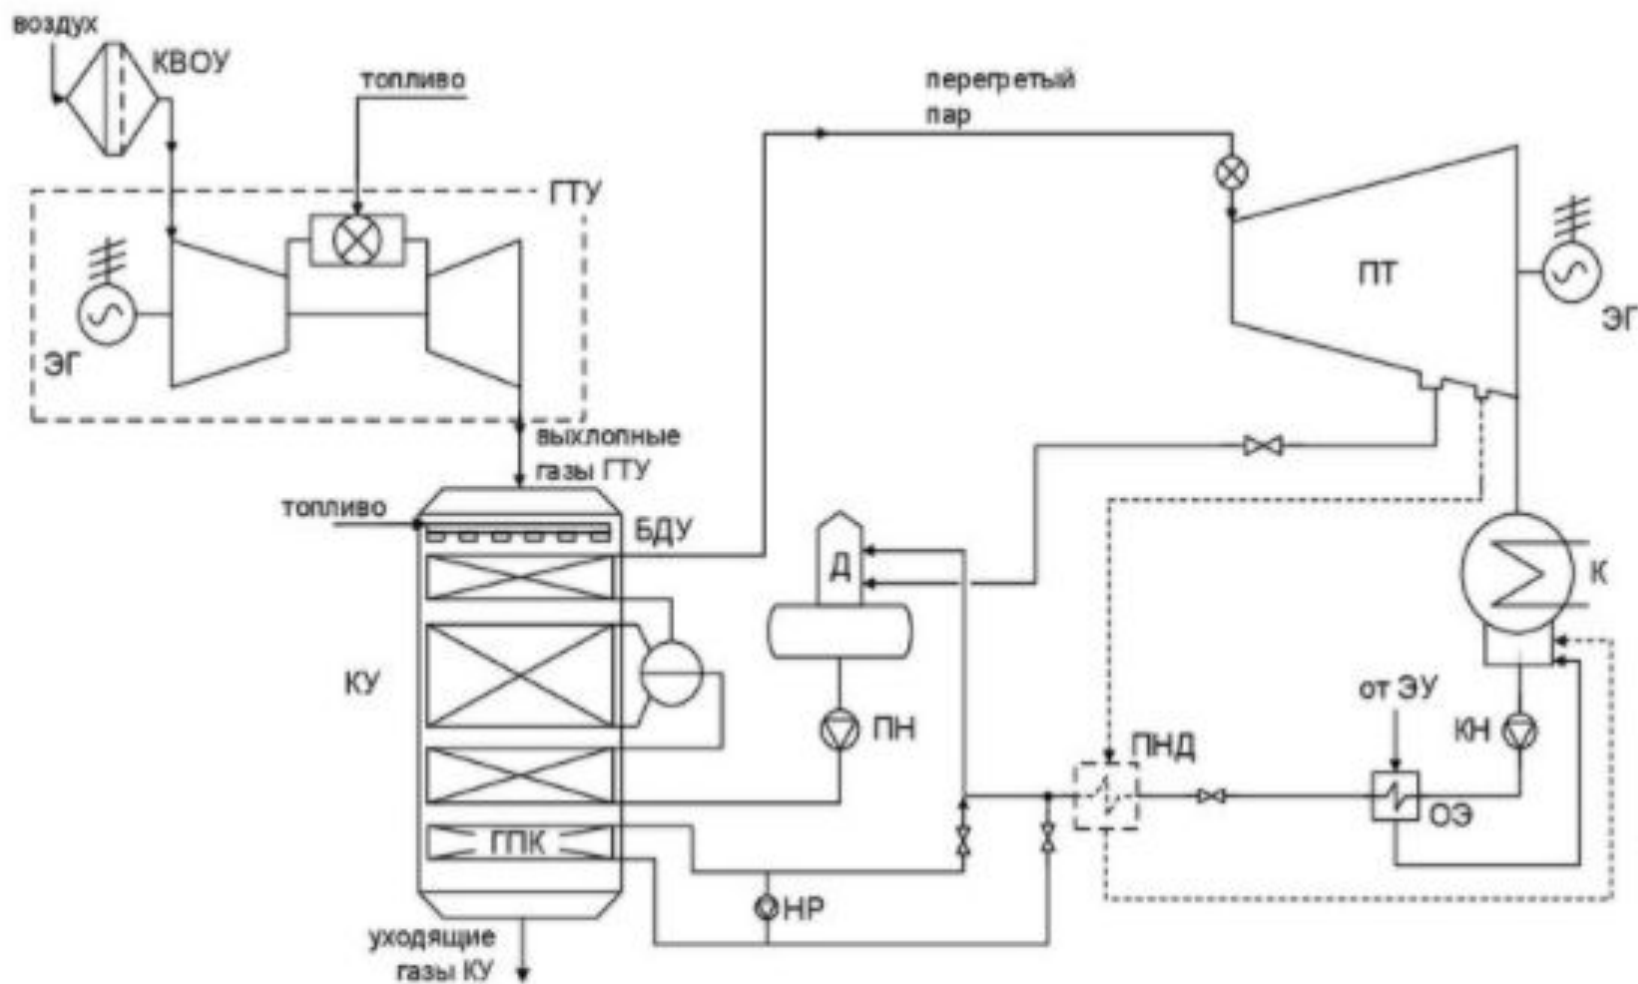 воздух
КВОУ
топливо
перегретый
пар
ГТУ
ЭГ
ПТ
ЭГ
выхлопные
газы ГТУ
топливо
БДУ
Д
К
КУ
от ЭУ
ПН
КН
ПНД
ОЭ
ГПК
НР
уходящие
газы КУ